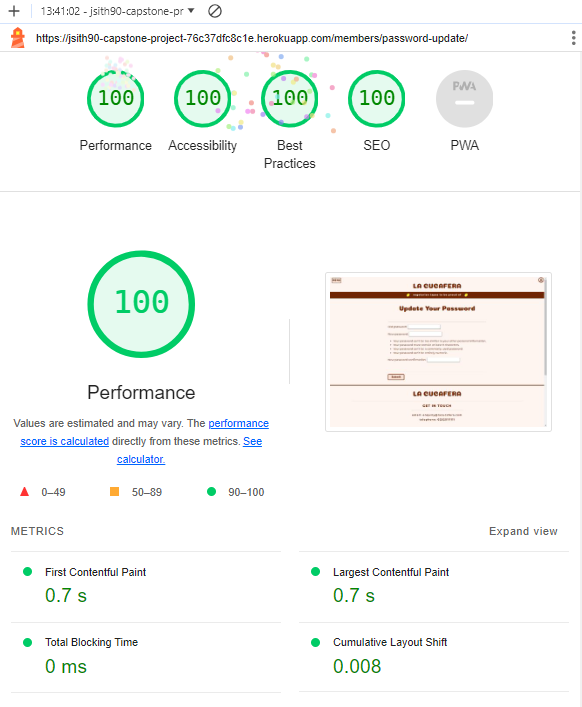 13:41:02 - jsith90-capstone-pr
https://jsith90-capstone-project-76c37dfc8c1e.herokuapp.com/members/password-update/
100 100 100 100 PWA
Performance Accessibility Best Practices SEO PWA
100
Performance
Values are estimated and may vary. The performance
score is calculated directly from these metrics. See
calculator.
0–49 50–89 90–100
LA CUCAFERA
Update Your Password
LA CUCAFERA
GET IN TOUCH
METRICS Expand view
First Contentful Paint
0.7 s
Largest Contentful Paint
0.7 s
Total Blocking Time
0 ms
Cumulative Layout Shift
0.008